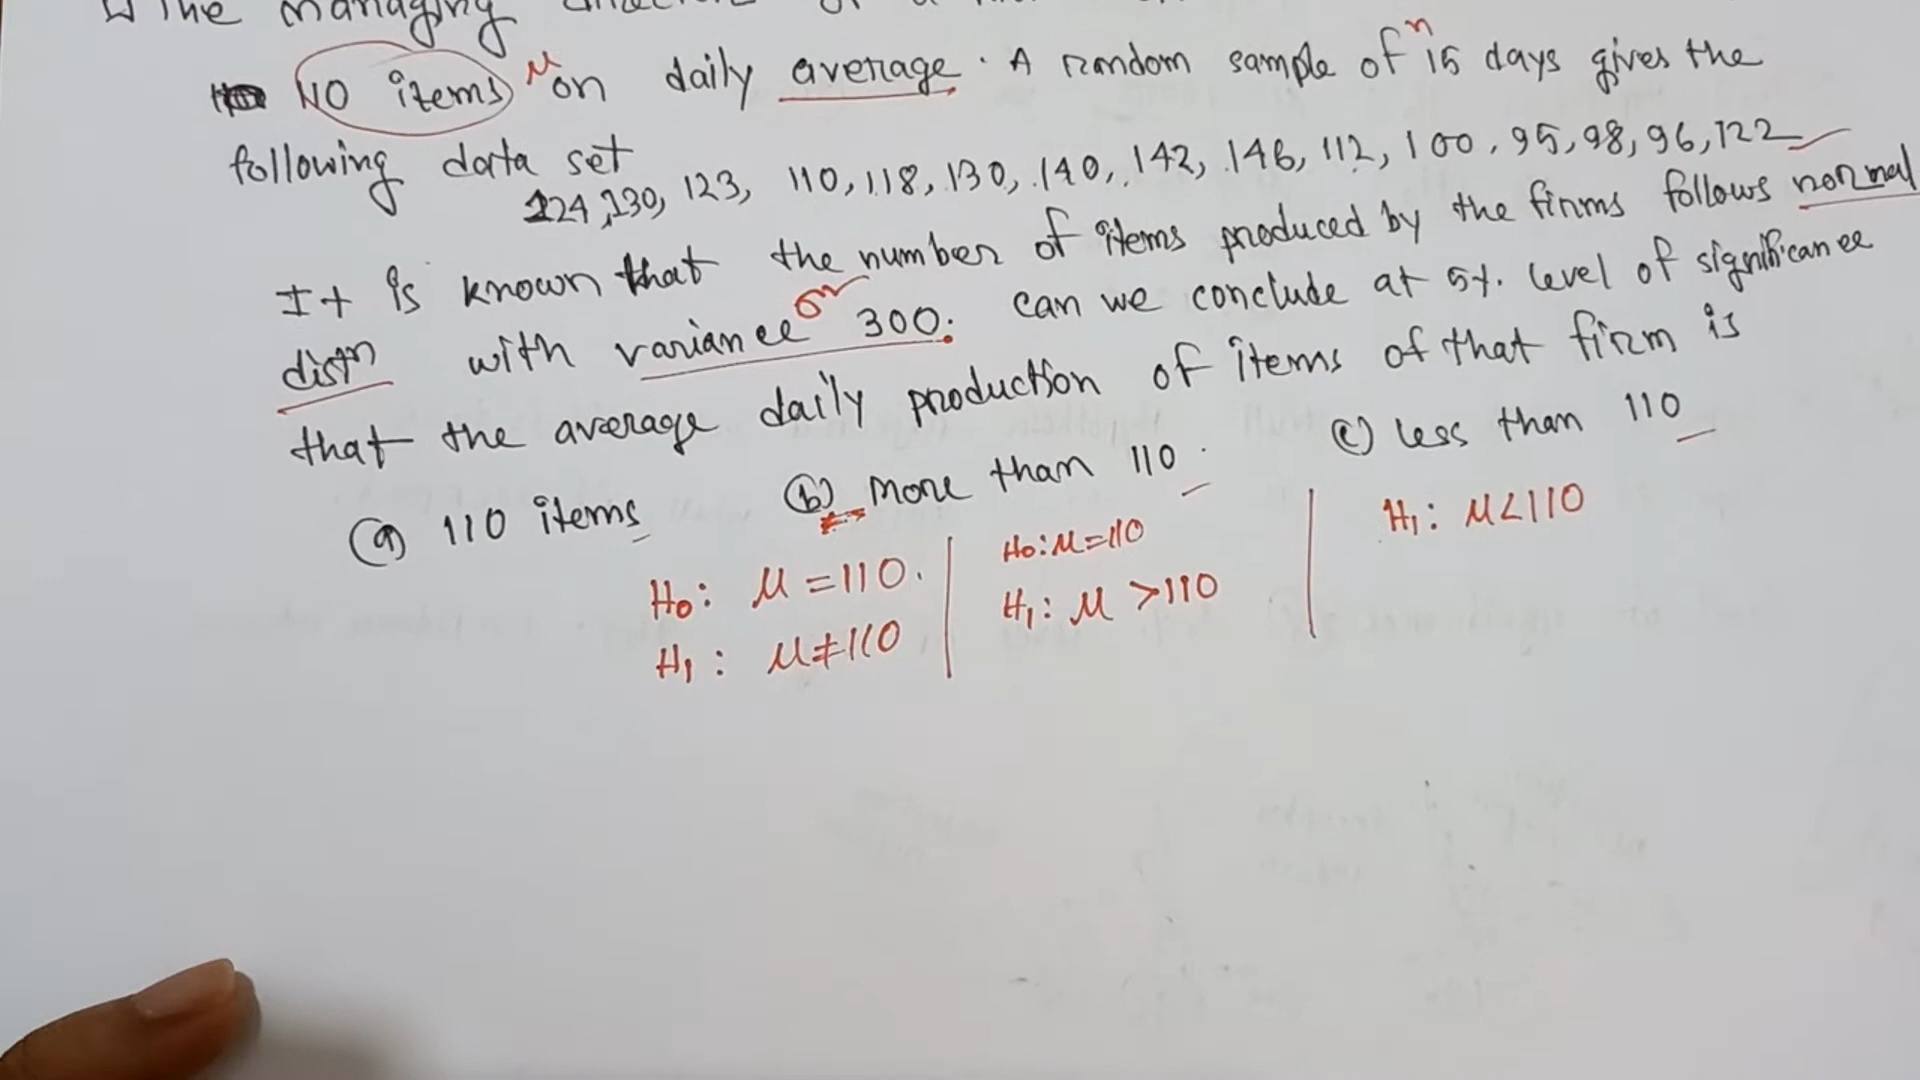 The Managing
110 items μ on daily average. A random sample of n 15 days gives the
following data set
124, 130, 123, 110, 118, 130, 140, 142, 146, 112, 100, 95, 98, 96, 122
It is known that the number of items produced by the firms follows normal
distn with variance σ² 300. can we conclude at 5%. level of significance
that the average daily production of items of that firm is
(a) 110 items (b) more than 110. (c) less than 110
H₀: μ = 110. H₀: μ = 110 H₁: μ < 110
H₁: μ ≠ 110 H₁: μ > 110